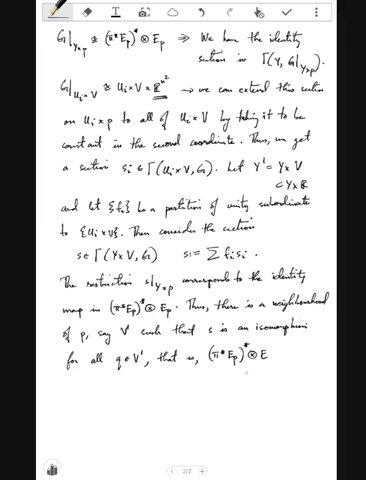 G|_{Y×p} ≅ (π*E_p)* ⊗ E_p ⇒ We have the identity
section in Γ(Y, G|_{Y×p}).
G|_{U_i×V} ≅ U_i × V × ℝ^{n²} → we can extend this section
on U_i × p to all of U_i × V by taking it to be
constant in the second coordinate. Thus, we get
a section s_i ∈ Γ(U_i × V, G). Let Y' = Y × V
⊂ Y × ℝ
and let {f_i} be a partition of unity subordinate
to {U_i × V}. Then consider the section
s ∈ Γ(Y × V, G) s = ∑ f_i s_i.
The restriction s|_{Y×p} corresponds to the identity
map in (π*E_p)* ⊗ E_p. Thus, there is a neighbourhood
of p, say V' such that s is an isomorphism
for all q ∈ V', that is, (π*E_p)* ⊗ E
2/2